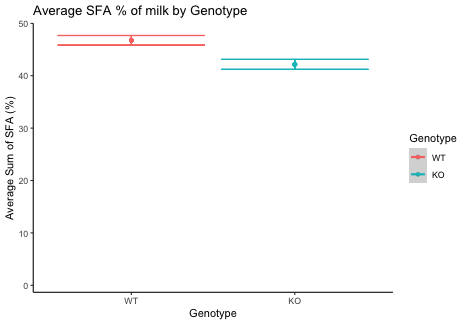 Average SFA % of milk by Genotype
Average Sum of SFA (%)
50
40
30
20
10
0
WT
KO
Genotype
Genotype
WT
KO